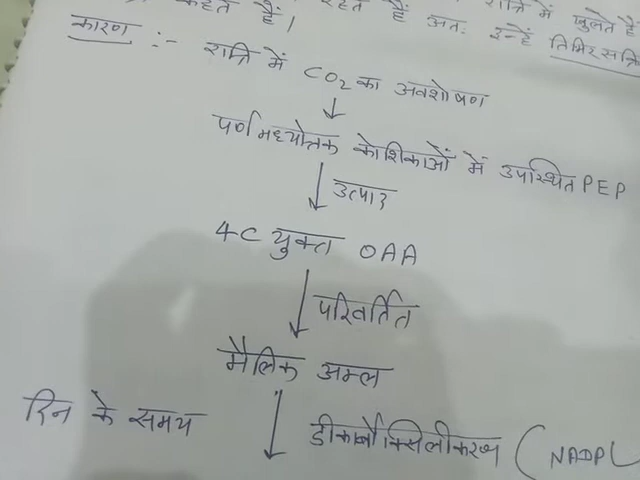 कहते हैं। रहते हैं अतः इन्हें रात्रि में खुलते हैं
कारण :- रात्रि में CO2 का अवशोषण
↓
पर्णमध्योतक कोशिकाओं में उपस्थित PEP
↓ उत्पाद
4C युक्त OAA
↓ परिवर्तित
मैलिक अम्ल
दिन के समय ↓ डीकार्बोक्सिलीकरण (NADP